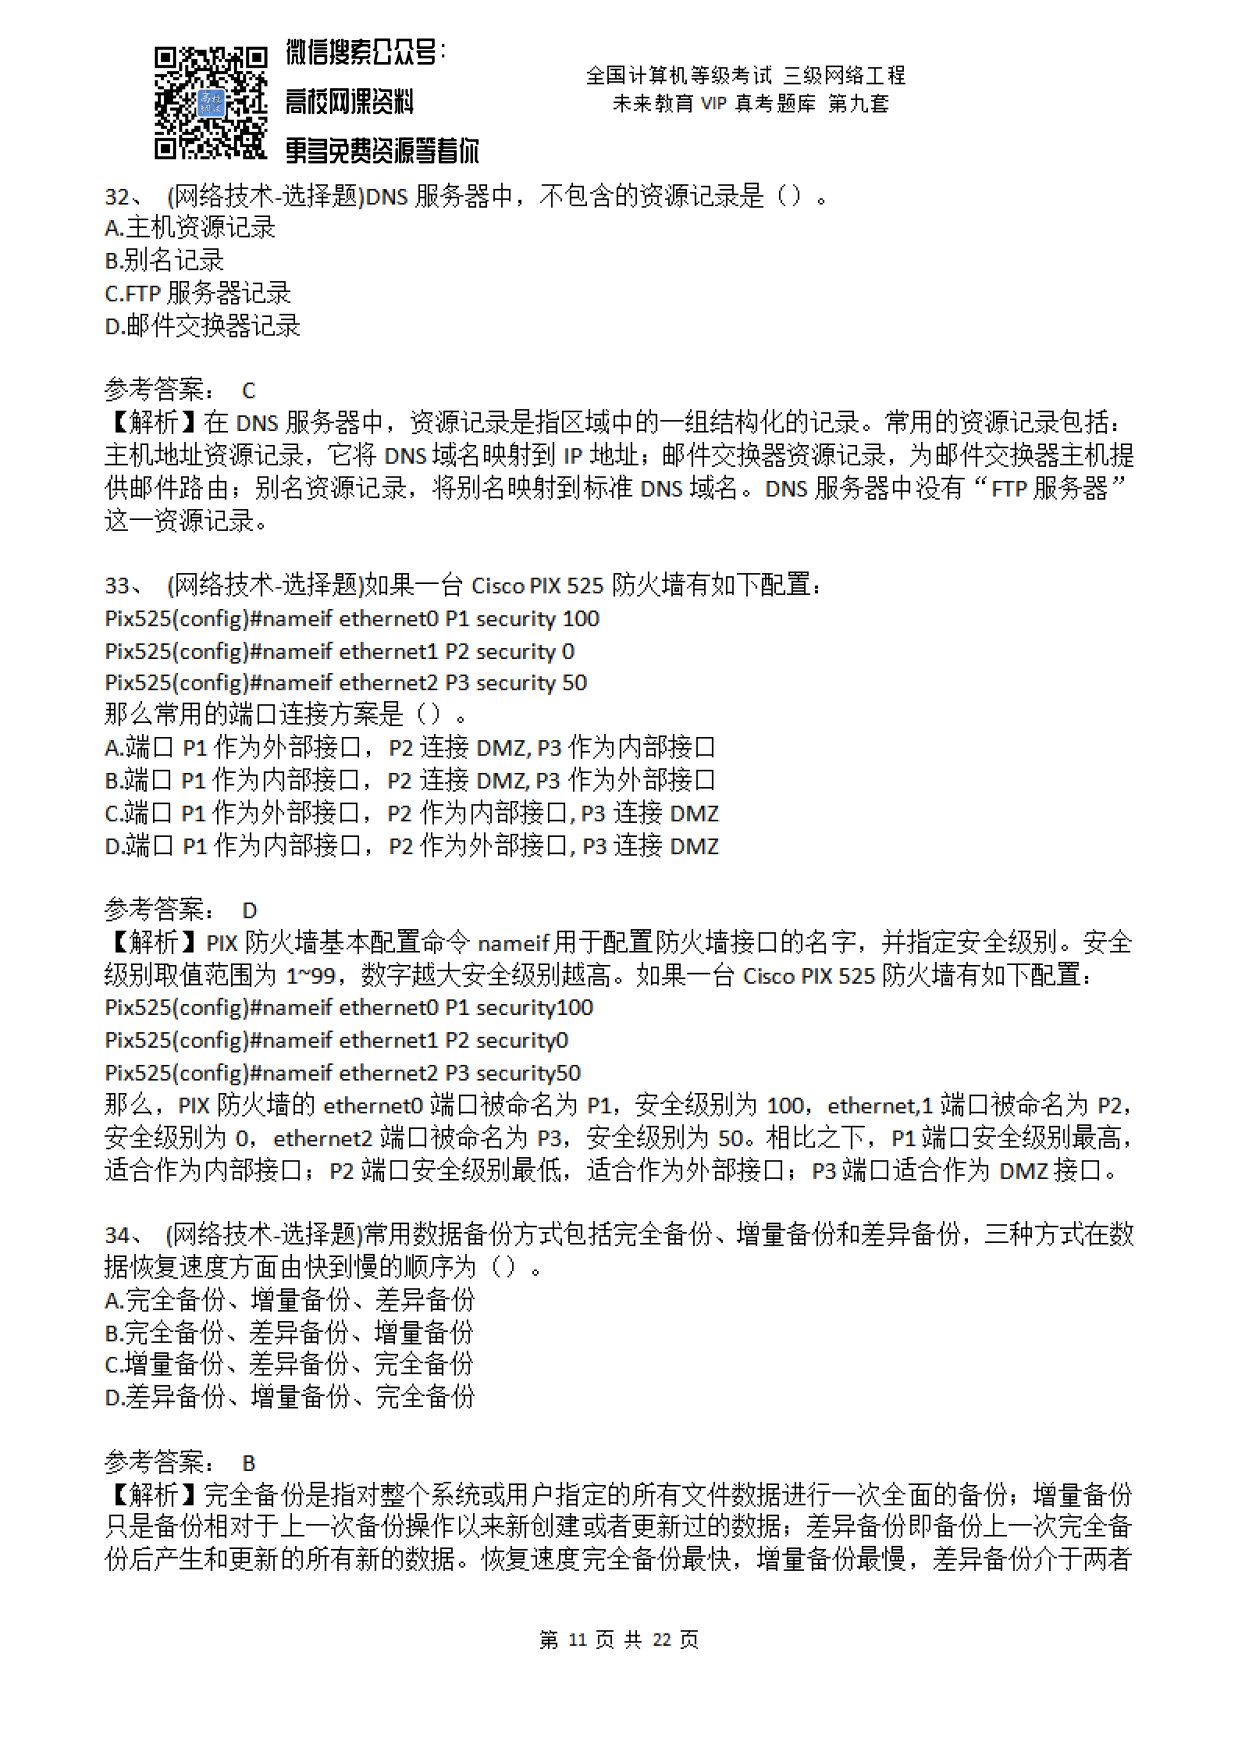 微信搜索公众号：
高校网课资料
更多免费资源等着你
全国计算机等级考试 三级网络工程
未来教育 VIP 真考题库 第九套
32、 (网络技术-选择题)DNS 服务器中，不包含的资源记录是（）。
A.主机资源记录
B.别名记录
C.FTP 服务器记录
D.邮件交换器记录
参考答案： C
【解析】在 DNS 服务器中，资源记录是指区域中的一组结构化的记录。常用的资源记录包括：
主机地址资源记录，它将 DNS 域名映射到 IP 地址；邮件交换器资源记录，为邮件交换器主机提
供邮件路由；别名资源记录，将别名映射到标准 DNS 域名。DNS 服务器中没有“FTP 服务器”
这一资源记录。
33、 (网络技术-选择题)如果一台 Cisco PIX 525 防火墙有如下配置：
Pix525(config)#nameif ethernet0 P1 security 100
Pix525(config)#nameif ethernet1 P2 security 0
Pix525(config)#nameif ethernet2 P3 security 50
那么常用的端口连接方案是（）。
A.端口 P1 作为外部接口，P2 连接 DMZ, P3 作为内部接口
B.端口 P1 作为内部接口，P2 连接 DMZ, P3 作为外部接口
C.端口 P1 作为外部接口，P2 作为内部接口, P3 连接 DMZ
D.端口 P1 作为内部接口，P2 作为外部接口, P3 连接 DMZ
参考答案： D
【解析】PIX 防火墙基本配置命令 nameif 用于配置防火墙接口的名字，并指定安全级别。安全
级别取值范围为 1~99，数字越大安全级别越高。如果一台 Cisco PIX 525 防火墙有如下配置：
Pix525(config)#nameif ethernet0 P1 security100
Pix525(config)#nameif ethernet1 P2 security0
Pix525(config)#nameif ethernet2 P3 security50
那么，PIX 防火墙的 ethernet0 端口被命名为 P1，安全级别为 100，ethernet,1 端口被命名为 P2，
安全级别为 0，ethernet2 端口被命名为 P3，安全级别为 50。相比之下，P1 端口安全级别最高，
适合作为内部接口；P2 端口安全级别最低，适合作为外部接口；P3 端口适合作为 DMZ 接口。
34、 (网络技术-选择题)常用数据备份方式包括完全备份、增量备份和差异备份，三种方式在数
据恢复速度方面由快到慢的顺序为（）。
A.完全备份、增量备份、差异备份
B.完全备份、差异备份、增量备份
C.增量备份、差异备份、完全备份
D.差异备份、增量备份、完全备份
参考答案： B
【解析】完全备份是指对整个系统或用户指定的所有文件数据进行一次全面的备份；增量备份
只是备份相对于上一次备份操作以来新创建或者更新过的数据；差异备份即备份上一次完全备
份后产生和更新的所有新的数据。恢复速度完全备份最快，增量备份最慢，差异备份介于两者
第 11 页 共 22 页